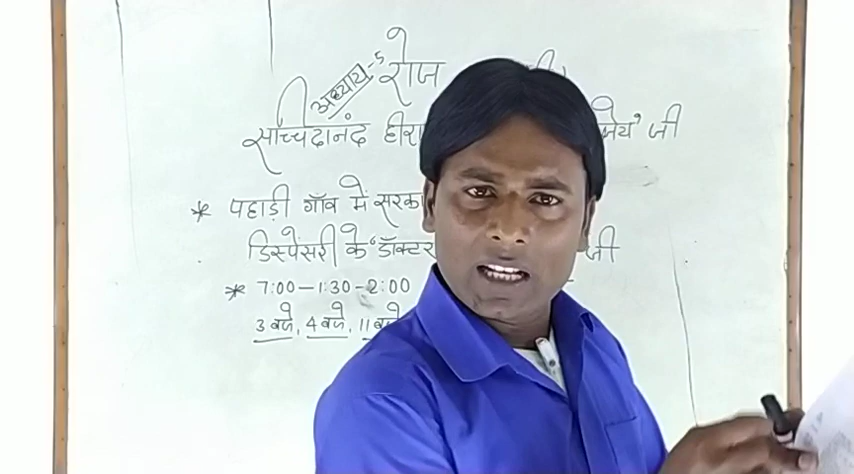 अध्याय-5
रोज
सच्चिदानंद हीरा जेय' जी
* पहाड़ी गाँव में सरका
डिस्पेंसरी के 'डॉक्टर जी
* 7:00-1:30-2:00
3 बजे, 4 बजे, 11 बजे